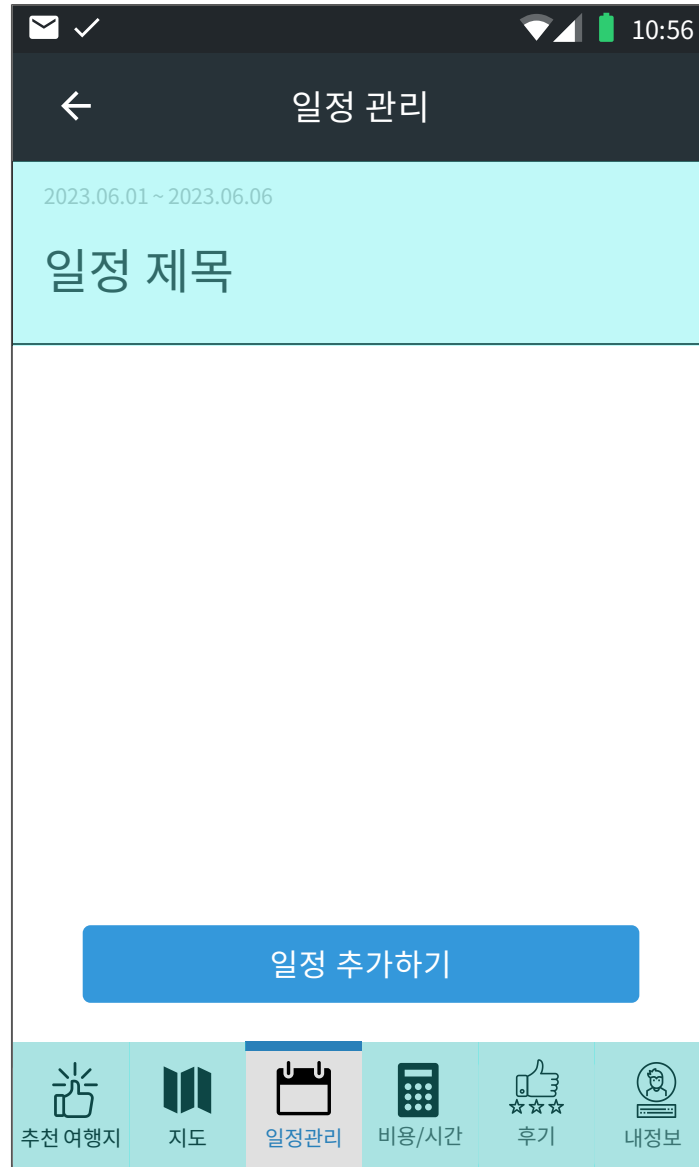 10:56
일정 관리
2023.06.01 ~ 2023.06.06
일정 제목
일정 추가하기
추천 여행지 지도 일정관리 비용/시간 후기 내정보